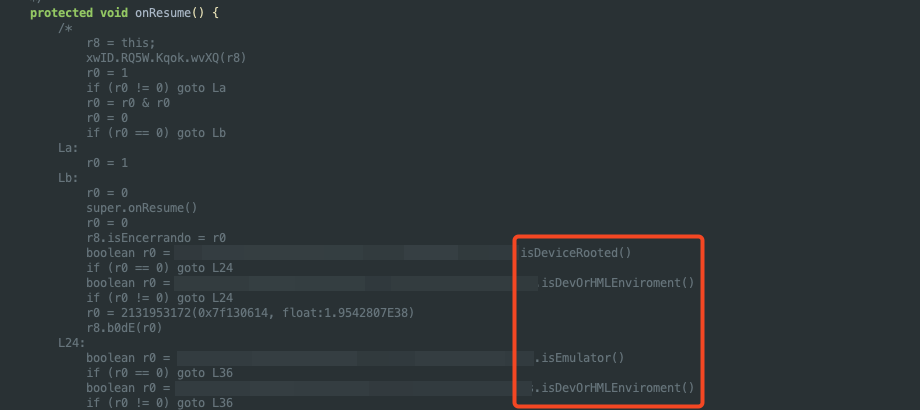 protected void onResume() {
/*
r8 = this;
xwID.RQ5W.Kqok.wvXQ(r8)
r0 = 1
if (r0 != 0) goto La
r0 = r0 & r0
r0 = 0
if (r0 == 0) goto Lb
La:
r0 = 1
Lb:
r0 = 0
super.onResume()
r0 = 0
r8.isEncerrando = r0
boolean r0 = isDeviceRooted()
if (r0 == 0) goto L24
boolean r0 = .isDevOrHMLEnviroment()
if (r0 != 0) goto L24
r0 = 2131953172(0x7f130614, float:1.9542807E38)
r8.b0dE(r0)
L24:
boolean r0 = .isEmulator()
if (r0 == 0) goto L36
boolean r0 = .isDevOrHMLEnviroment()
if (r0 != 0) goto L36